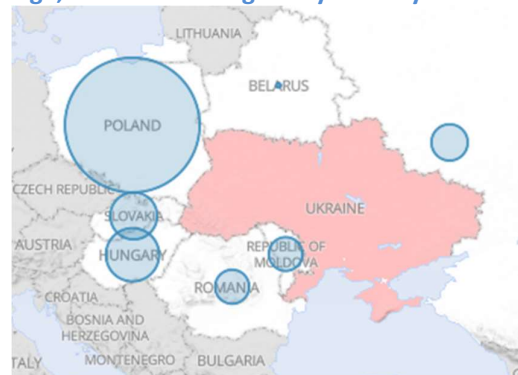 LITHUANIA
BELARUS
POLAND
CZECH REPUBLIC
SLOVAKIA
UKRAINE
AUSTRIA
HUNGARY
REPUBLIC OF
MOLDOVA
ROMANIA
CROATIA
BOSNIA AND
HERZEGOVINA
MONTENEGRO
BULGARIA